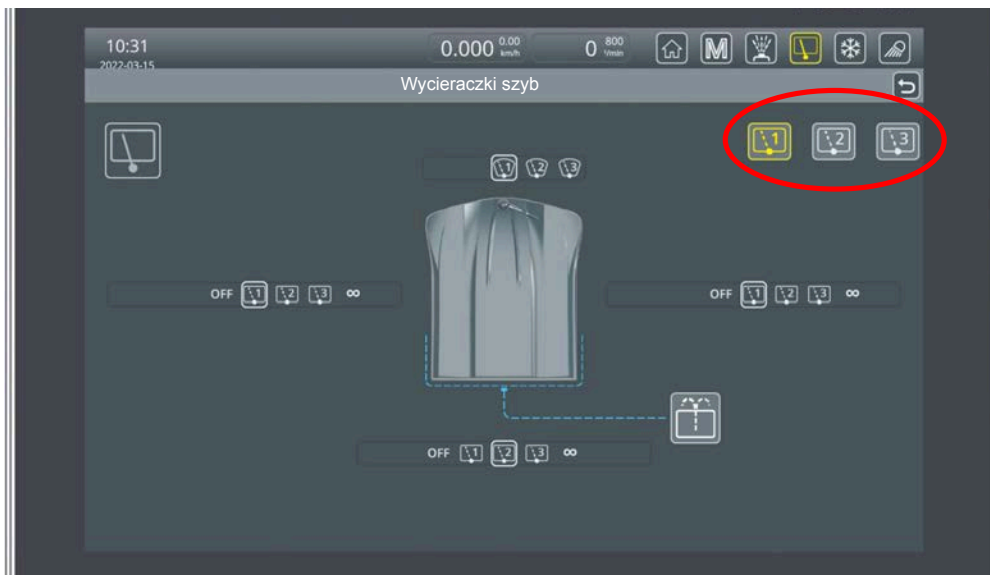 10:31
2022-03-15
0.000 0.00 km/h
0 800 1/min
M
Wycieraczki szyb
1 2 3
1 2 3
OFF 1 2 3 ∞
OFF 1 2 3 ∞
OFF 1 2 3 ∞